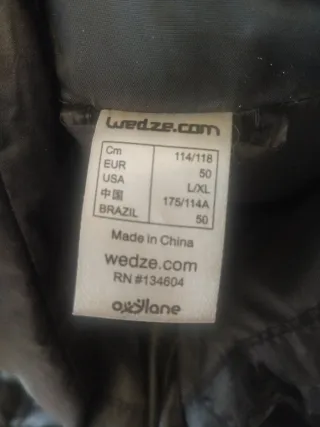 wedze.com
Cm 114/118
EUR 50
USA L/XL
中国 175/114A
BRAZIL 50
Made in China
wedze.com
RN #134604
oxylane